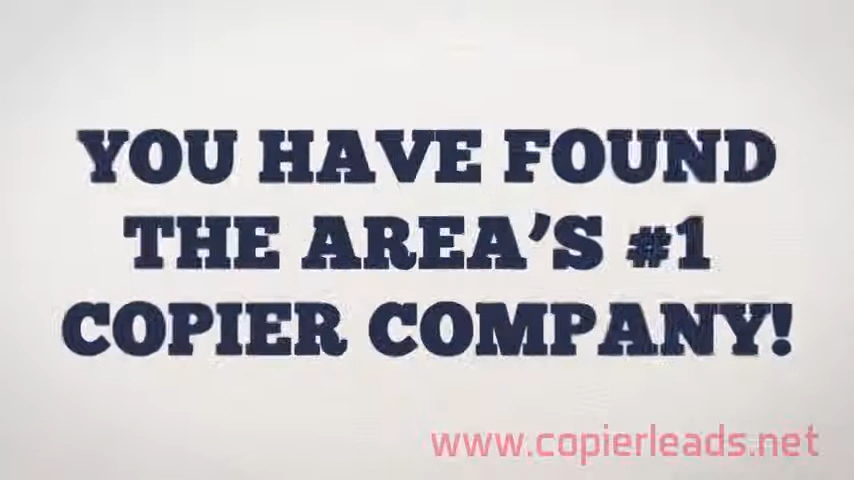 YOU HAVE FOUND
THE AREA'S #1
COPIER COMPANY!
www.copierleads.net